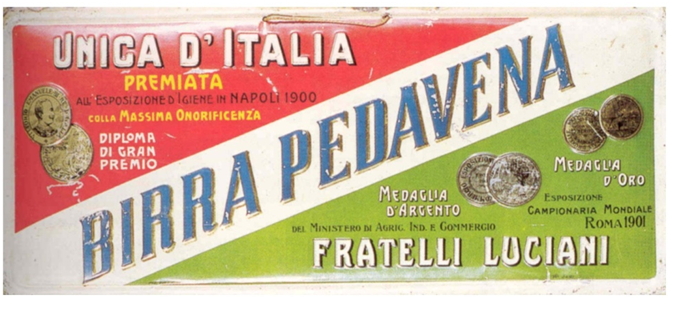 UNICA D'ITALIA
PREMIATA
ALL'ESPOSIZIONE D'IGIENE IN NAPOLI 1900
COLLA MASSIMA ONORIFICENZA
DIPLOMA
DI GRAN
PREMIO
BIRRA PEDAVENA
MEDAGLIA
D'ORO
ESPOSIZIONE
CAMPIONARIA MONDIALE
ROMA 1901
MEDAGLIA
D'ARGENTO
DEL MINISTERO DI AGRIC. IND. E COMMERCIO
FRATELLI LUCIANI